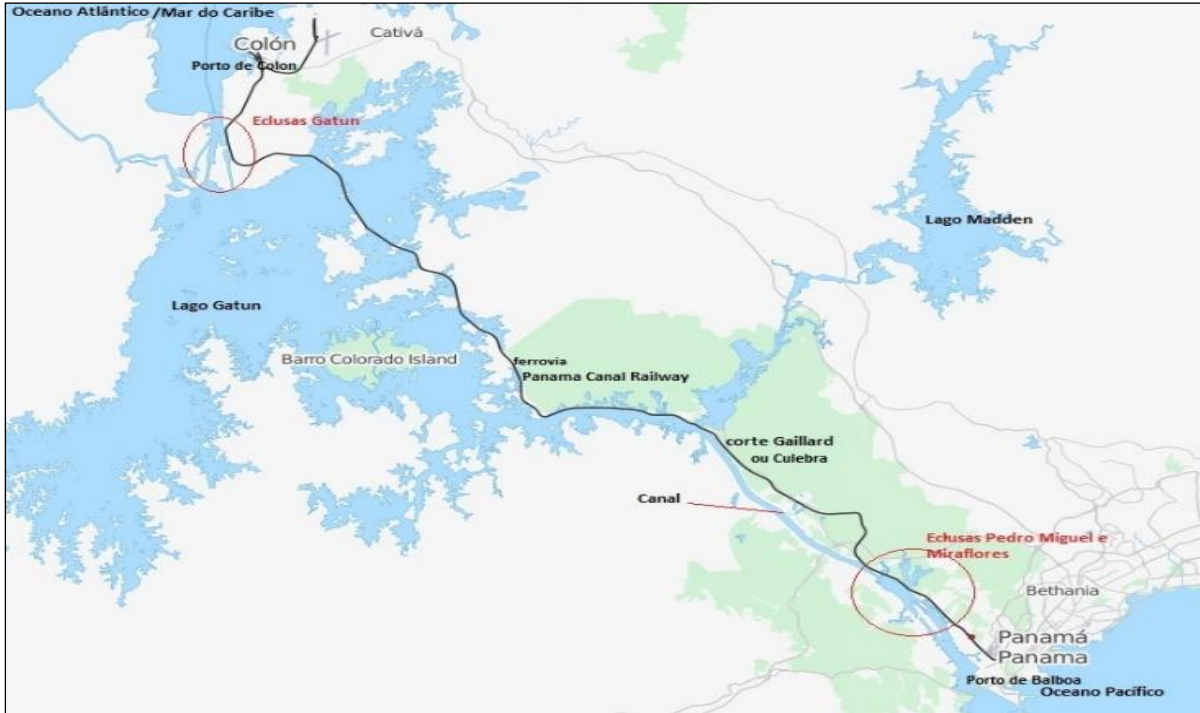 Oceano Atlântico /Mar do Caribe
Colón
Cativá
Porto de Colon
Eclusas Gatun
Lago Madden
Lago Gatun
Barro Colorado Island
ferrovia
Panama Canal Railway
corte Gaillard
ou Culebra
Canal
Eclusas Pedro Miguel e
Miraflores
Bethania
Panamá
Panama
Porto de Balboa
Oceano Pacífico